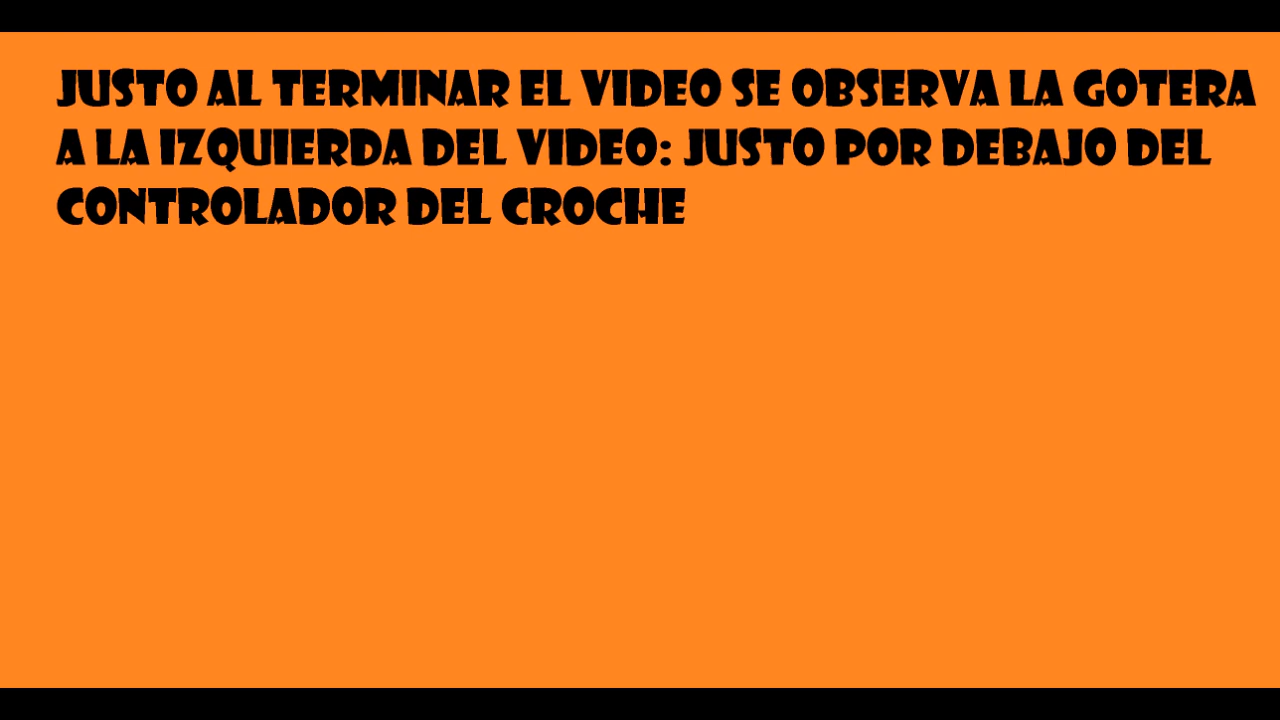 JUSTO AL TERMINAR EL VIDEO SE OBSERVA LA GOTERA
A LA IZQUIERDA DEL VIDEO: JUSTO POR DEBAJO DEL
CONTROLADOR DEL CROCHE